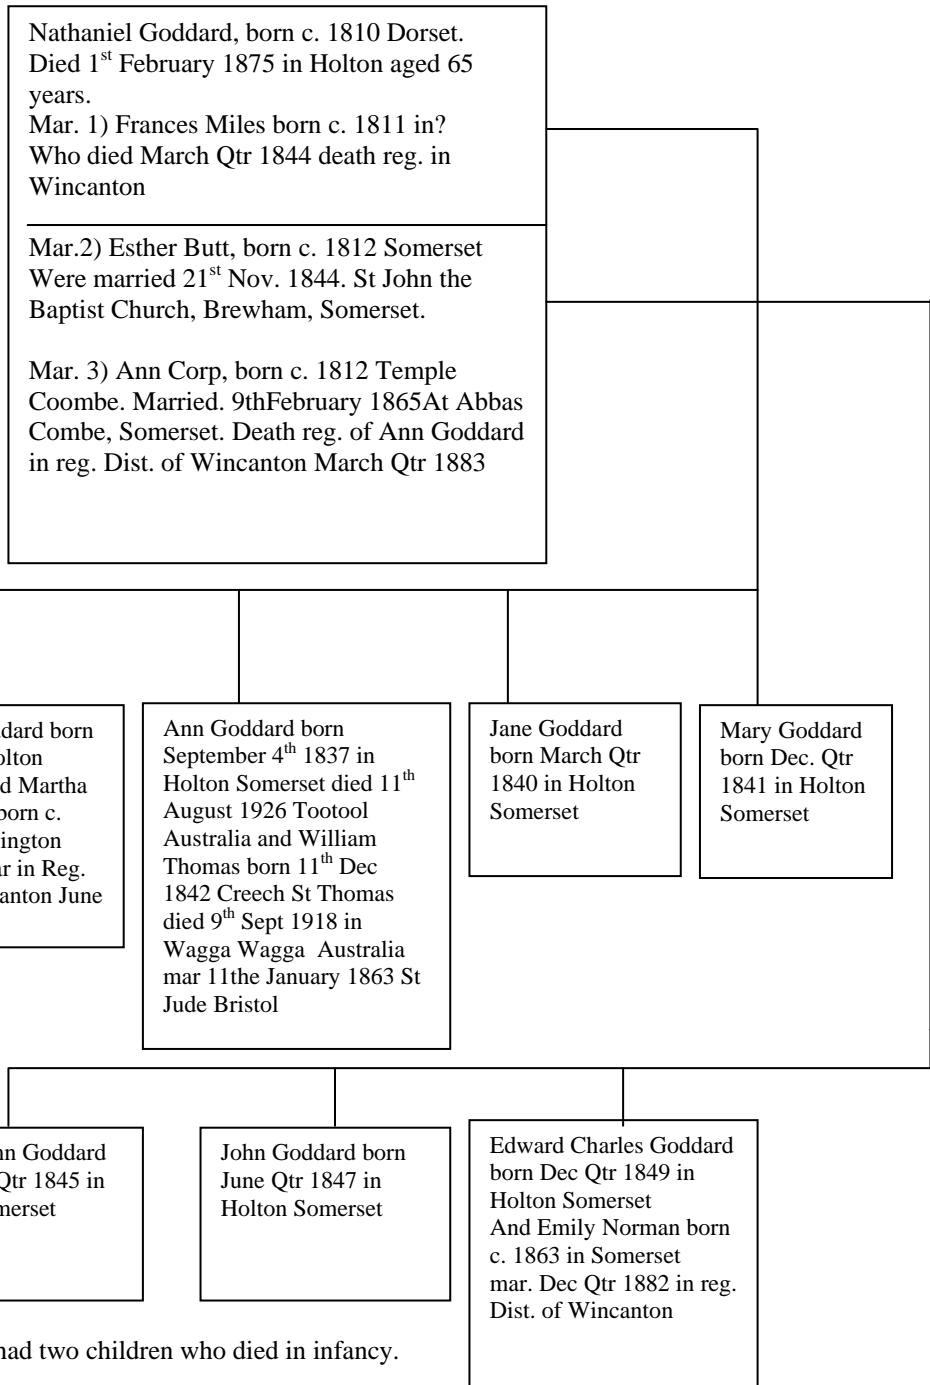 Nathaniel Goddard, born c. 1810 Dorset.
Died 1st February 1875 in Holton aged 65
years.
Mar. 1) Frances Miles born c. 1811 in?
Who died March Qtr 1844 death reg. in
Wincanton
Mar.2) Esther Butt, born c. 1812 Somerset
Were married 21st Nov. 1844. St John the
Baptist Church, Brewham, Somerset.
Mar. 3) Ann Corp, born c. 1812 Temple
Coombe. Married. 9thFebruary 1865At Abbas
Combe, Somerset. Death reg. of Ann Goddard
in reg. Dist. of Wincanton March Qtr 1883
dard born
olton
d Martha
born c.
ington
ar in Reg.
anton June
Ann Goddard born
September 4th 1837 in
Holton Somerset died 11th
August 1926 Tootool
Australia and William
Thomas born 11th Dec
1842 Creech St Thomas
died 9th Sept 1918 in
Wagga Wagga  Australia
mar 11the January 1863 St
Jude Bristol
Jane Goddard
born March Qtr
1840 in Holton
Somerset
Mary Goddard
born Dec. Qtr
1841 in Holton
Somerset
nn Goddard
Qtr 1845 in
merset
John Goddard born
June Qtr 1847 in
Holton Somerset
Edward Charles Goddard
born Dec Qtr 1849 in
Holton Somerset
And Emily Norman born
c. 1863 in Somerset
mar. Dec Qtr 1882 in reg.
Dist. of Wincanton
had two children who died in infancy.